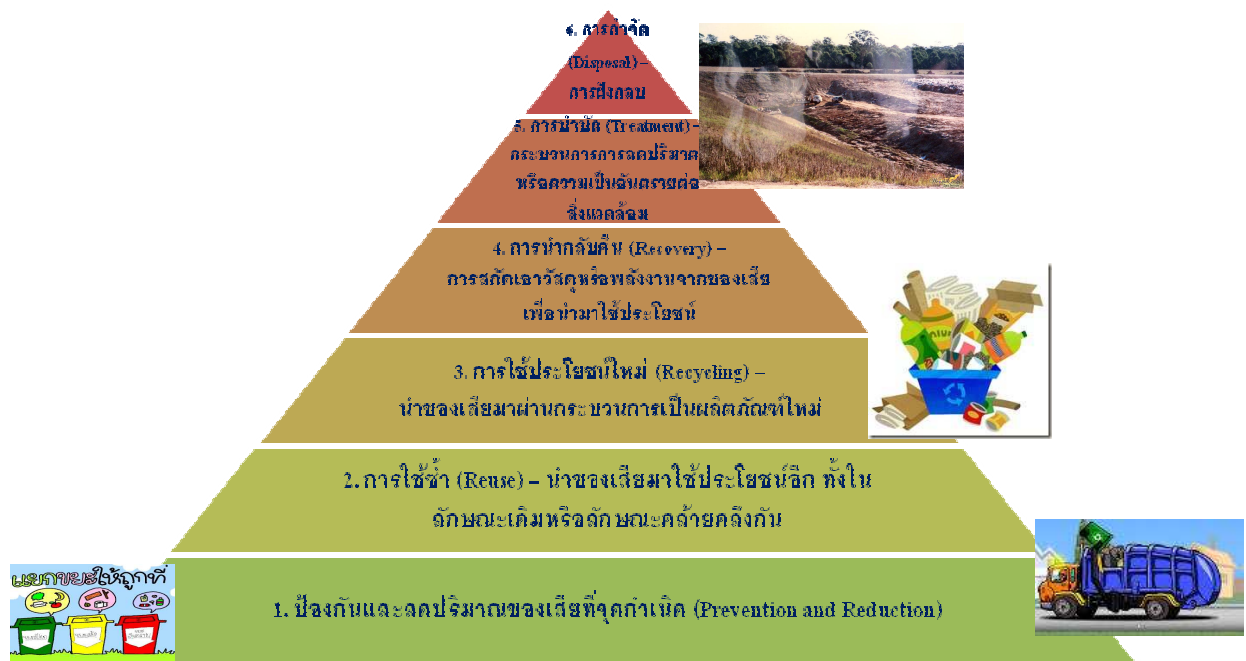 6. การกำจัด
(Disposal) –
การฝังกลบ
5. การบำบัด (Treatment) –
กระบวนการการลดปริมาต
หรือความเป็นอันตรายต่อ
สิ่งแวดล้อม
4. การนำกลับคืน (Recovery) –
การสกัดเอาวัสดุหรือพลังงานจากของเสีย
เพื่อนำมาใช้ประโยชน์
3. การใช้ประโยชน์ใหม่ (Recycling) –
นำของเสียมาผ่านกระบวนการเป็นผลิตภัณฑ์ใหม่
2. การใช้ซ้ำ (Reuse) – นำของเสียมาใช้ประโยชน์อีก ทั้งใน
ลักษณะเดิมหรือลักษณะคล้ายคลึงกัน
แยกขยะให้ถูกที่
1. ป้องกันและลดปริมาณของเสียที่จุดกำเนิด (Prevention and Reduction)